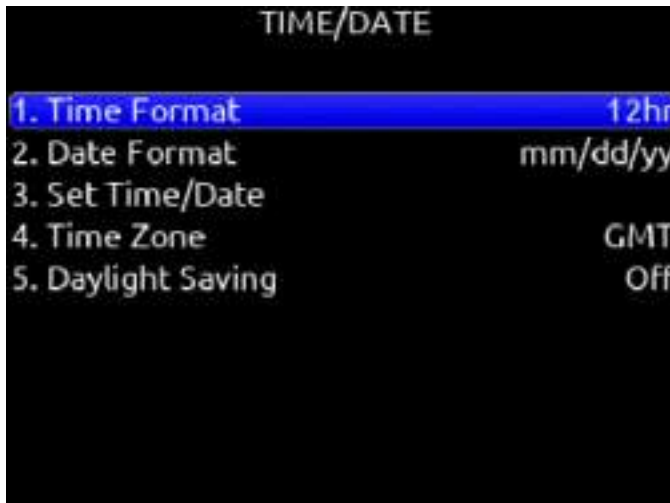 TIME/DATE
1. Time Format 12hr
2. Date Format mm/dd/yy
3. Set Time/Date
4. Time Zone GMT
5. Daylight Saving Off